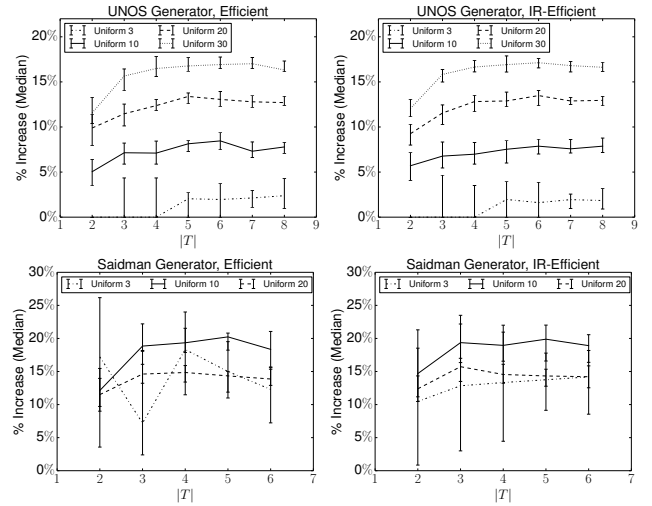 UNOS Generator, Efficient
Uniform 3 Uniform 20
Uniform 10 Uniform 30
% Increase (Median)
20%
15%
10%
5%
0%
1 2 3 4 5 6 7 8 9
|T|
UNOS Generator, IR-Efficient
Uniform 3 Uniform 20
Uniform 10 Uniform 30
% Increase (Median)
20%
15%
10%
5%
0%
1 2 3 4 5 6 7 8 9
|T|
Saidman Generator, Efficient
Uniform 3 Uniform 10 Uniform 20
% Increase (Median)
30%
25%
20%
15%
10%
5%
0%
1 2 3 4 5 6 7
|T|
Saidman Generator, IR-Efficient
Uniform 3 Uniform 10 Uniform 20
% Increase (Median)
30%
25%
20%
15%
10%
5%
0%
1 2 3 4 5 6 7
|T|